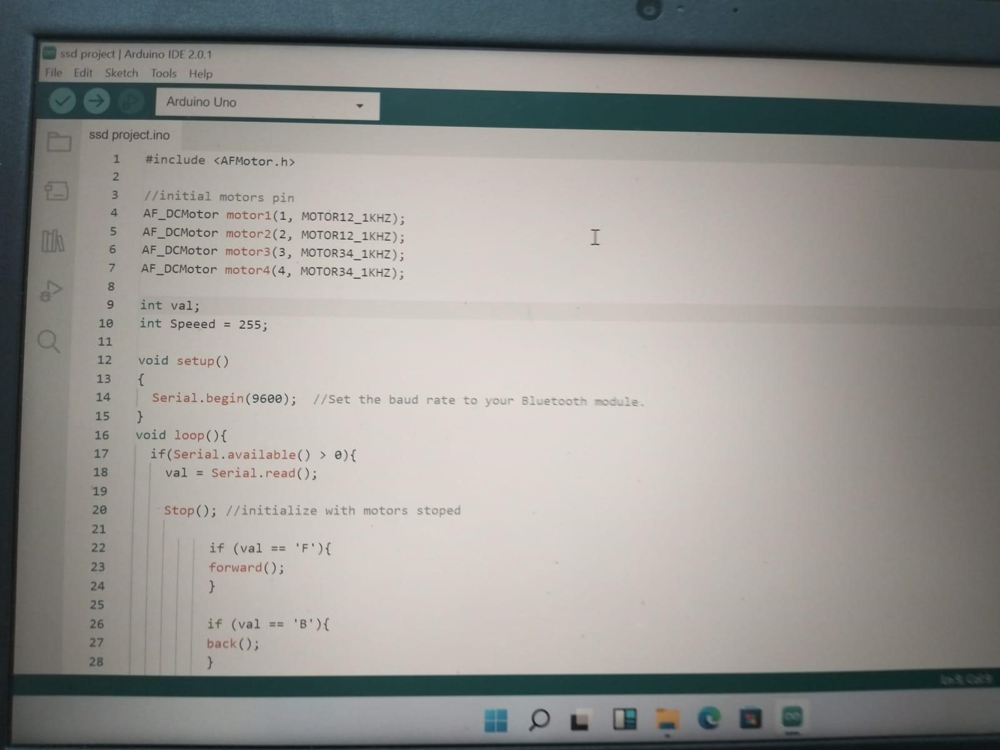 ssd project | Arduino IDE 2.0.1
File Edit Sketch Tools Help
Arduino Uno
ssd project.ino
1 #include <AFMotor.h>
2
3 //initial motors pin
4 AF_DCMotor motor1(1, MOTOR12_1KHZ);
5 AF_DCMotor motor2(2, MOTOR12_1KHZ);
6 AF_DCMotor motor3(3, MOTOR34_1KHZ);
7 AF_DCMotor motor4(4, MOTOR34_1KHZ);
8
9 int val;
10 int Speeed = 255;
11
12 void setup()
13 {
14 Serial.begin(9600); //Set the baud rate to your Bluetooth module.
15 }
16 void loop(){
17 if(Serial.available() > 0){
18 val = Serial.read();
19
20 Stop(); //initialize with motors stoped
21
22 if (val == 'F'){
23 forward();
24 }
25
26 if (val == 'B'){
27 back();
28 }